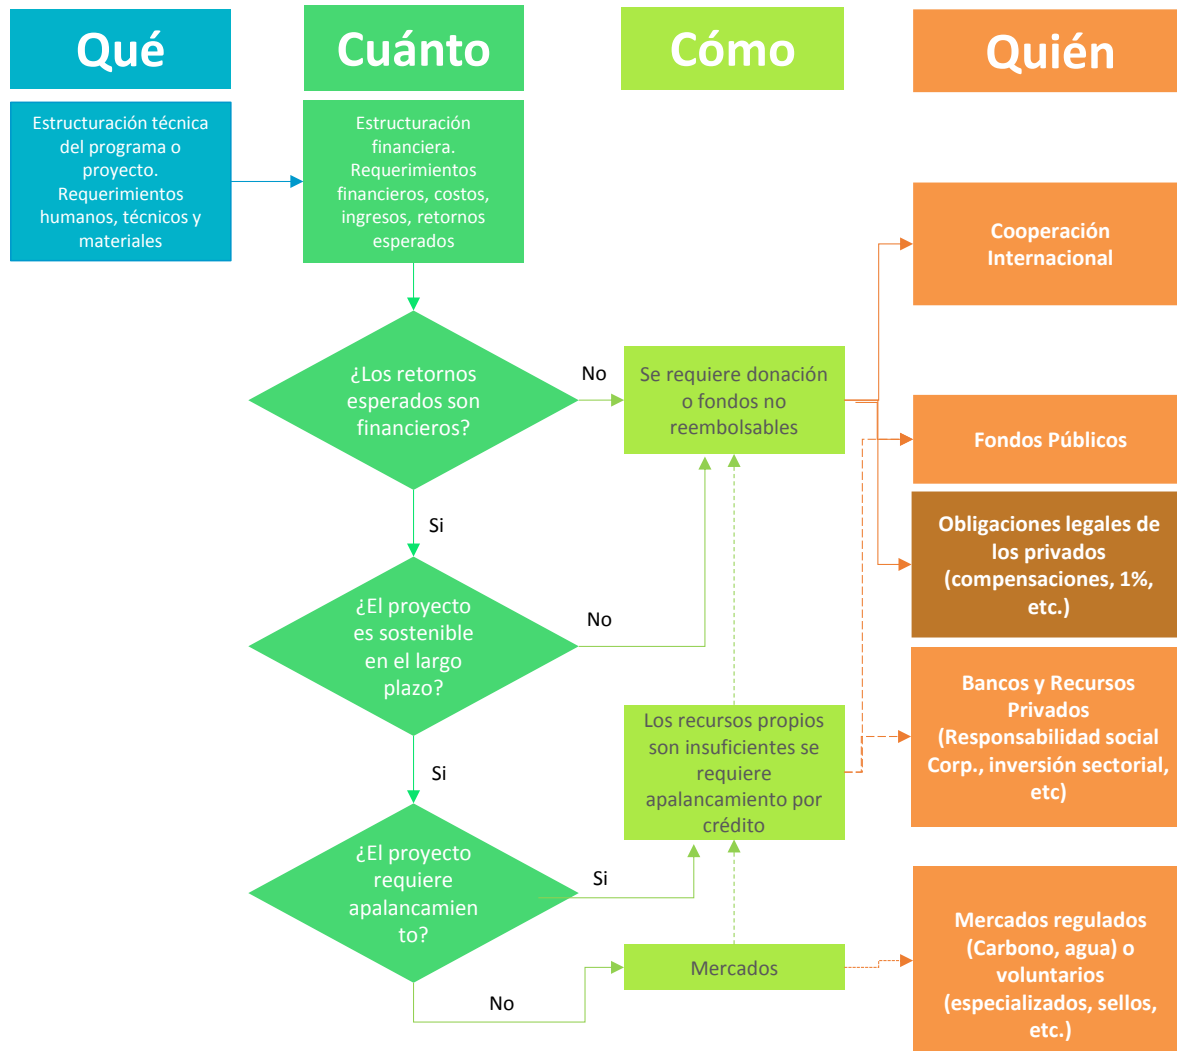 Qué
Cuánto
Cómo
Quién
Estructuración técnica
del programa o
proyecto.
Requerimientos
humanos, técnicos y
materiales
Estructuración
financiera.
Requerimientos
financieros, costos,
ingresos, retornos
esperados
Cooperación
Internacional
¿Los retornos
esperados son
financieros?
No
Se requiere donación
o fondos no
reembolsables
Fondos Públicos
Si
Obligaciones legales de
los privados
(compensaciones, 1%,
etc.)
¿El proyecto
es sostenible
en el largo
plazo?
No
Bancos y Recursos
Privados
(Responsabilidad social
Corp., inversión sectorial,
etc)
Los recursos propios
son insuficientes se
requiere
apalancamiento por
crédito
Si
¿El proyecto
requiere
apalancamien
to?
Si
Mercados regulados
(Carbono, agua) o
voluntarios
(especializados, sellos,
etc.)
Mercados
No